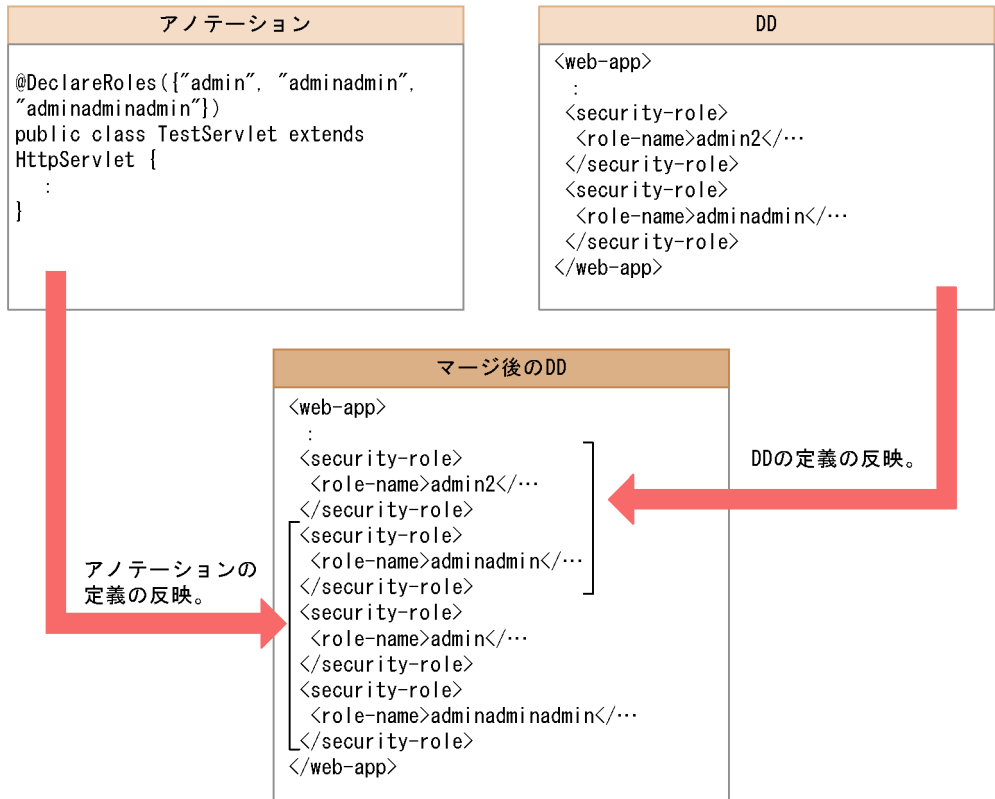 アノテーション
@DeclareRoles({"admin", "adminadmin",
"adminadminadmin"})
public class TestServlet extends
HttpServlet {
:
}
DD
<web-app>
:
<security-role>
<role-name>admin2</…
</security-role>
<security-role>
<role-name>adminadmin</…
</security-role>
</web-app>
マージ後のDD
<web-app>
:
<security-role>
<role-name>admin2</…
</security-role>
<security-role>
<role-name>adminadmin</…
</security-role>
<security-role>
<role-name>admin</…
</security-role>
<security-role>
<role-name>adminadminadmin</…
</security-role>
</web-app>
DDの定義の反映。
アノテーションの
定義の反映。